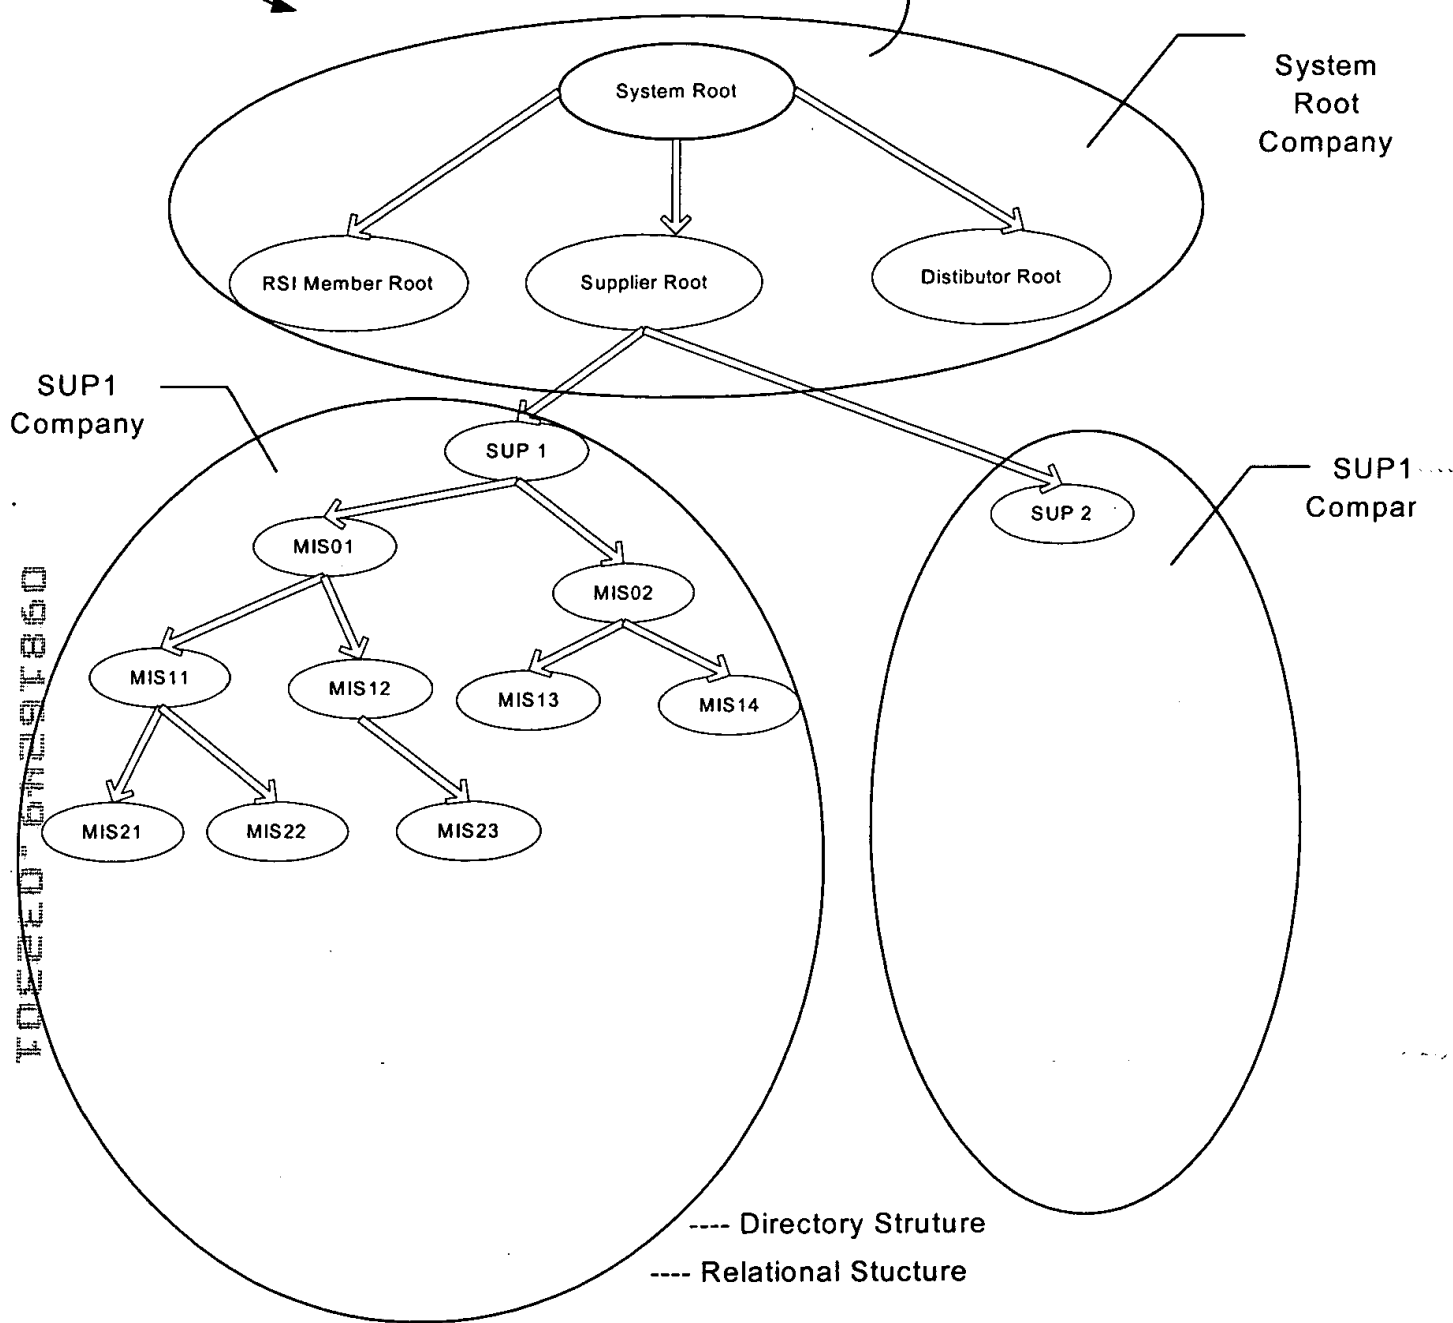 System
Root
Company
System Root
RSI Member Root
Supplier Root
Distibutor Root
SUP1
Company
SUP 1
SUP1
Compar
SUP 2
MIS01
MIS02
MIS11
MIS12
MIS13
MIS14
MIS21
MIS22
MIS23
---- Directory Struture
---- Relational Stucture